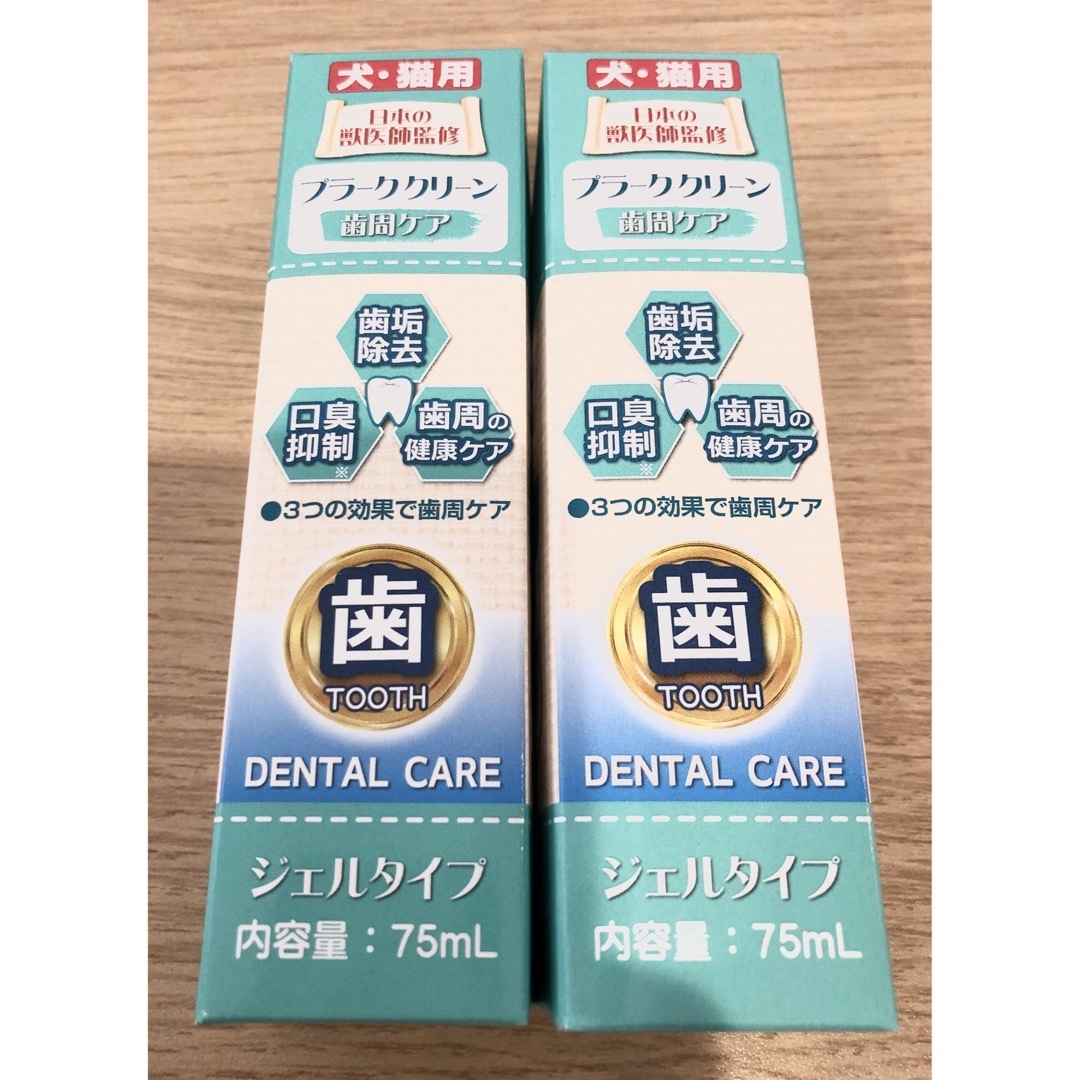 犬・猫用
日本の
獣医師監修
プラーククリーン
歯周ケア
歯垢
除去
口臭
抑制
※
歯周の
健康ケア
●3つの効果で歯周ケア
歯
TOOTH
DENTAL CARE
ジェルタイプ
内容量：75mL
犬・猫用
日本の
獣医師監修
プラーククリーン
歯周ケア
歯垢
除去
口臭
抑制
※
歯周の
健康ケア
●3つの効果で歯周ケア
歯
TOOTH
DENTAL CARE
ジェルタイプ
内容量：75mL